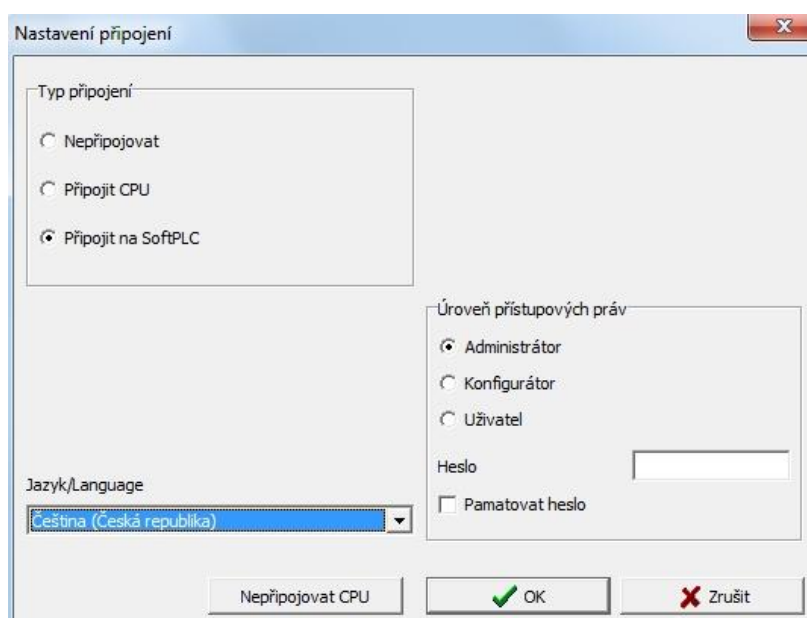 Nastavení připojení
Typ připojení
Nepřipojovat
Připojit CPU
Připojit na SoftPLC
Úroveň přístupových práv
Administrátor
Konfigurátor
Uživatel
Heslo
Pamatovat heslo
Jazyk/Language
Čeština (Česká republika)
Nepřipojovat CPU
OK
Zrušit